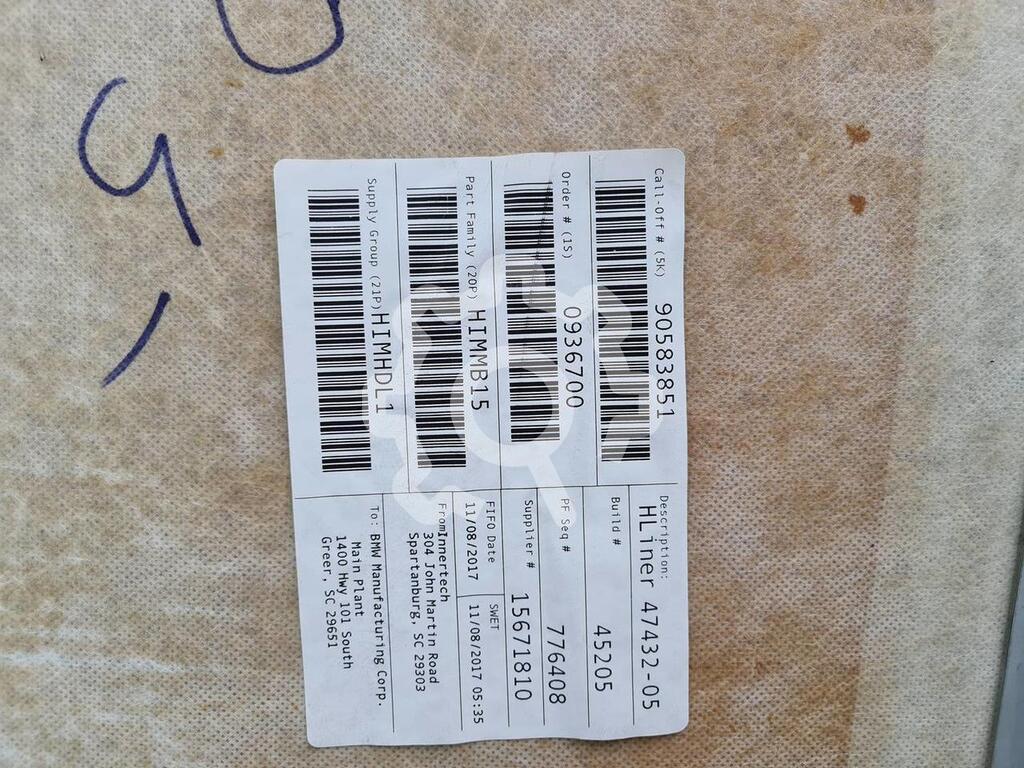 Call-Off # (5K) 90583851
Order # (1S) 0936700
Part Family (20P) HIMMB15
Supply Group (21P) HIMHDL1
Description:
HLiner 47432-05
Build # 45205
PF Seq # 776408
Supplier # 15671810
FIFO Date
11/08/2017
SWET
11/08/2017 05:35
FromInnertech
304 John Martin Road
Spartanburg, SC 29303
To: BMW Manufacturing Corp.
Main Plant
1400 Hwy 101 South
Greer, SC 29651